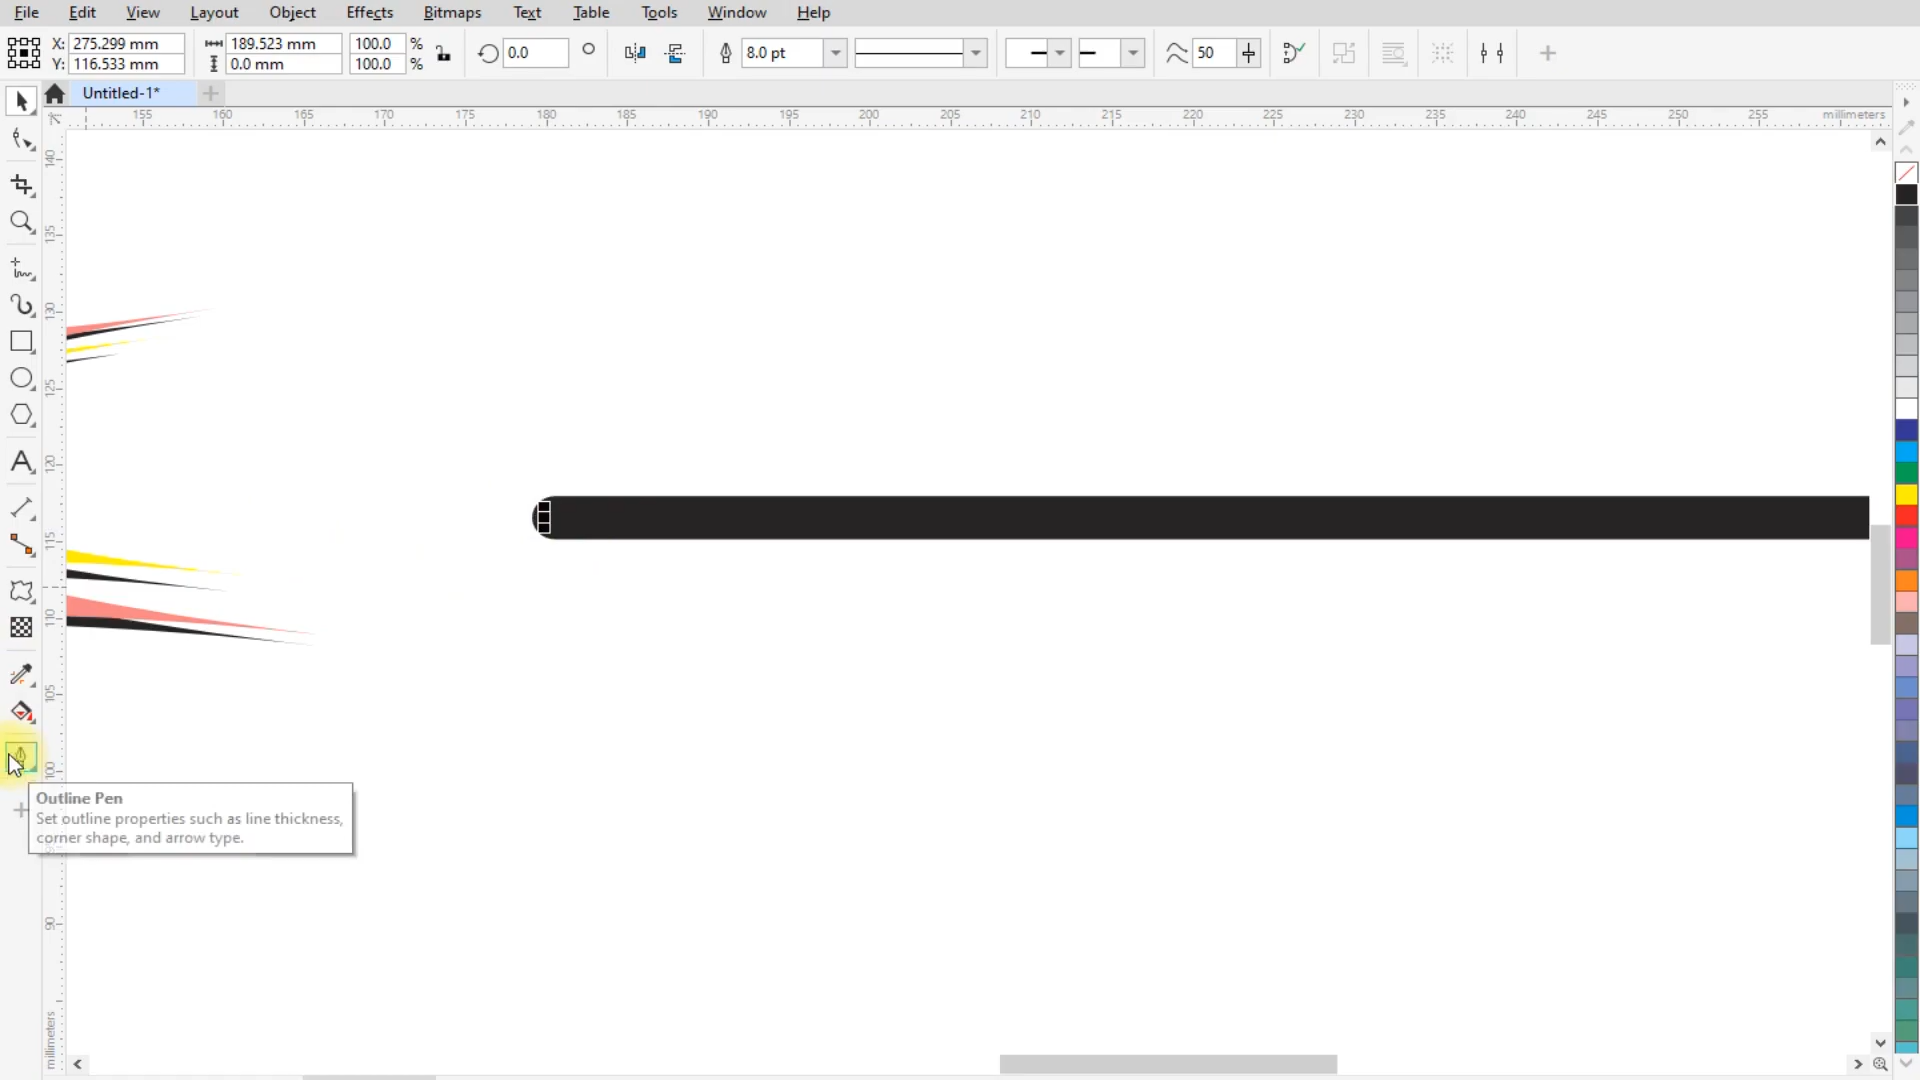 File Edit View Layout Object Effects Bitmaps Text Table Tools Window Help
X: 275.299 mm 189.523 mm 100.0 % 0.0 8.0 pt 50
Y: 116.533 mm 0.0 mm 100.0 %
Untitled-1*
155 160 165 170 175 180 185 190 195 200 205 210 215 220 225 230 235 240 245 250 255 millimeters
140
135
130
125
120
115
110
105
100
90
millimeters
Outline Pen
Set outline properties such as line thickness,
corner shape, and arrow type.